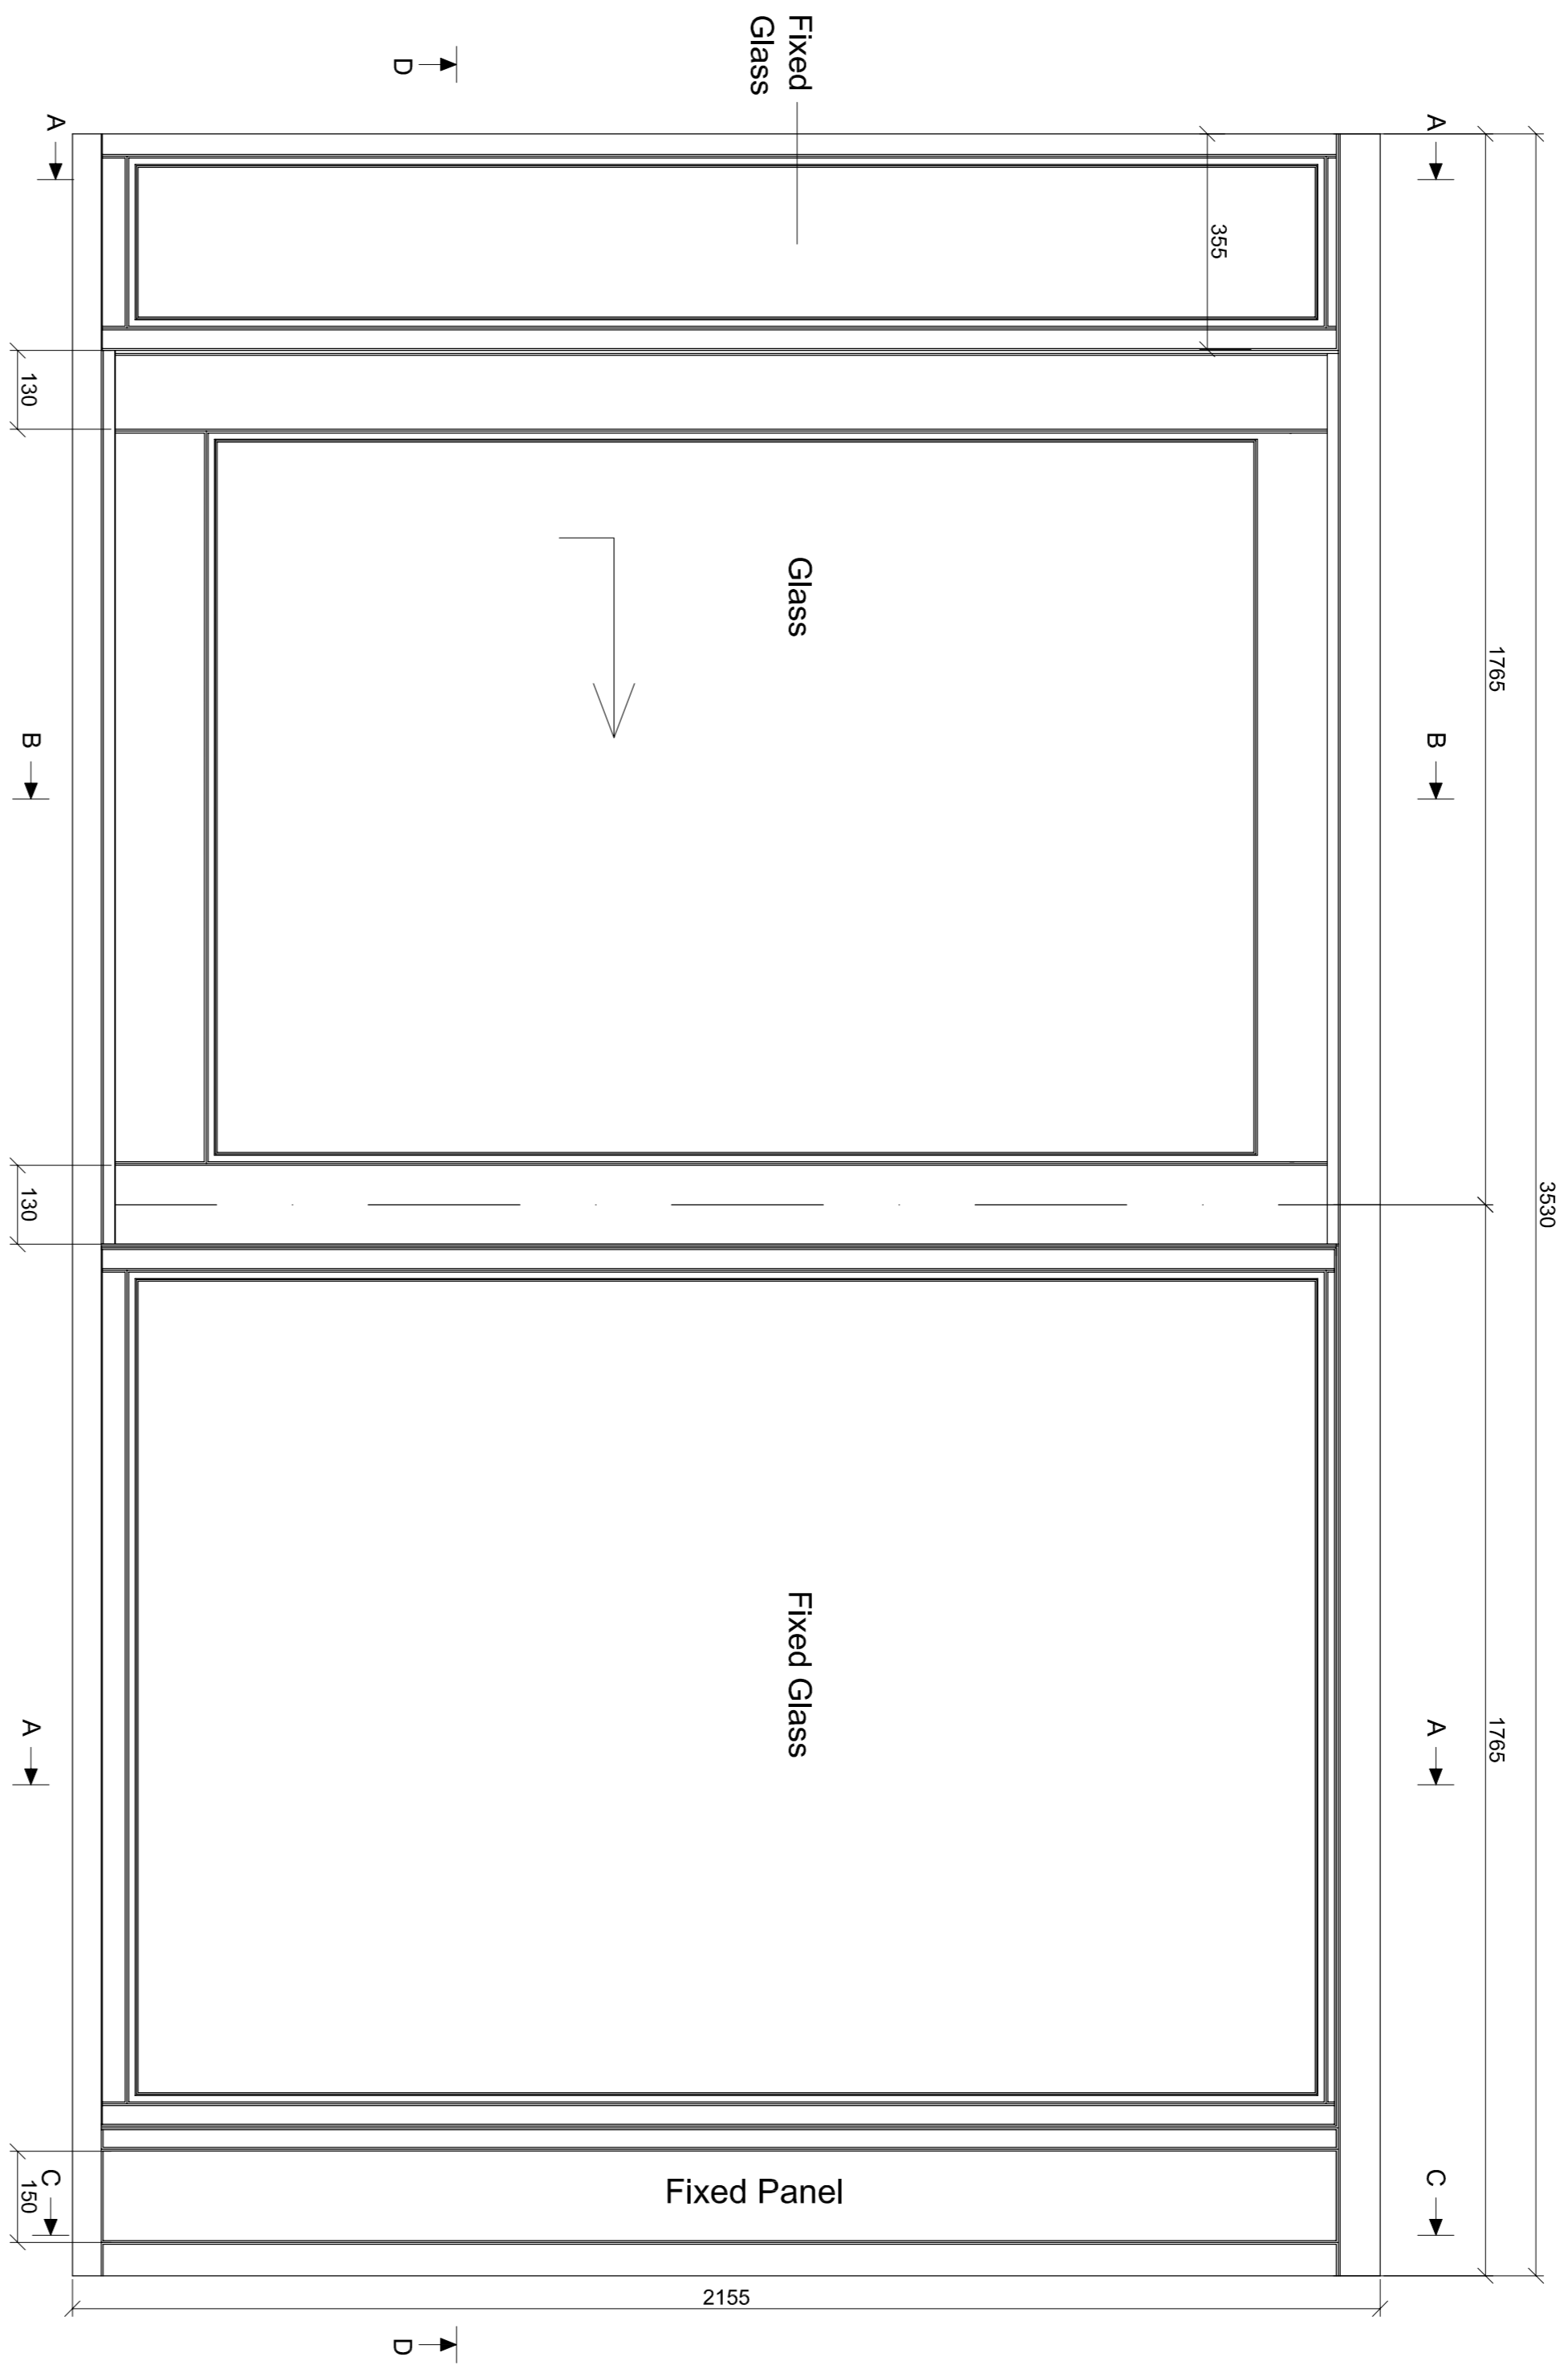 3530
1765
1765
A
B
A
C
355
Fixed
Glass
Glass
Fixed Glass
Fixed Panel
D
D
2155
A
B
A
C
130
130
150